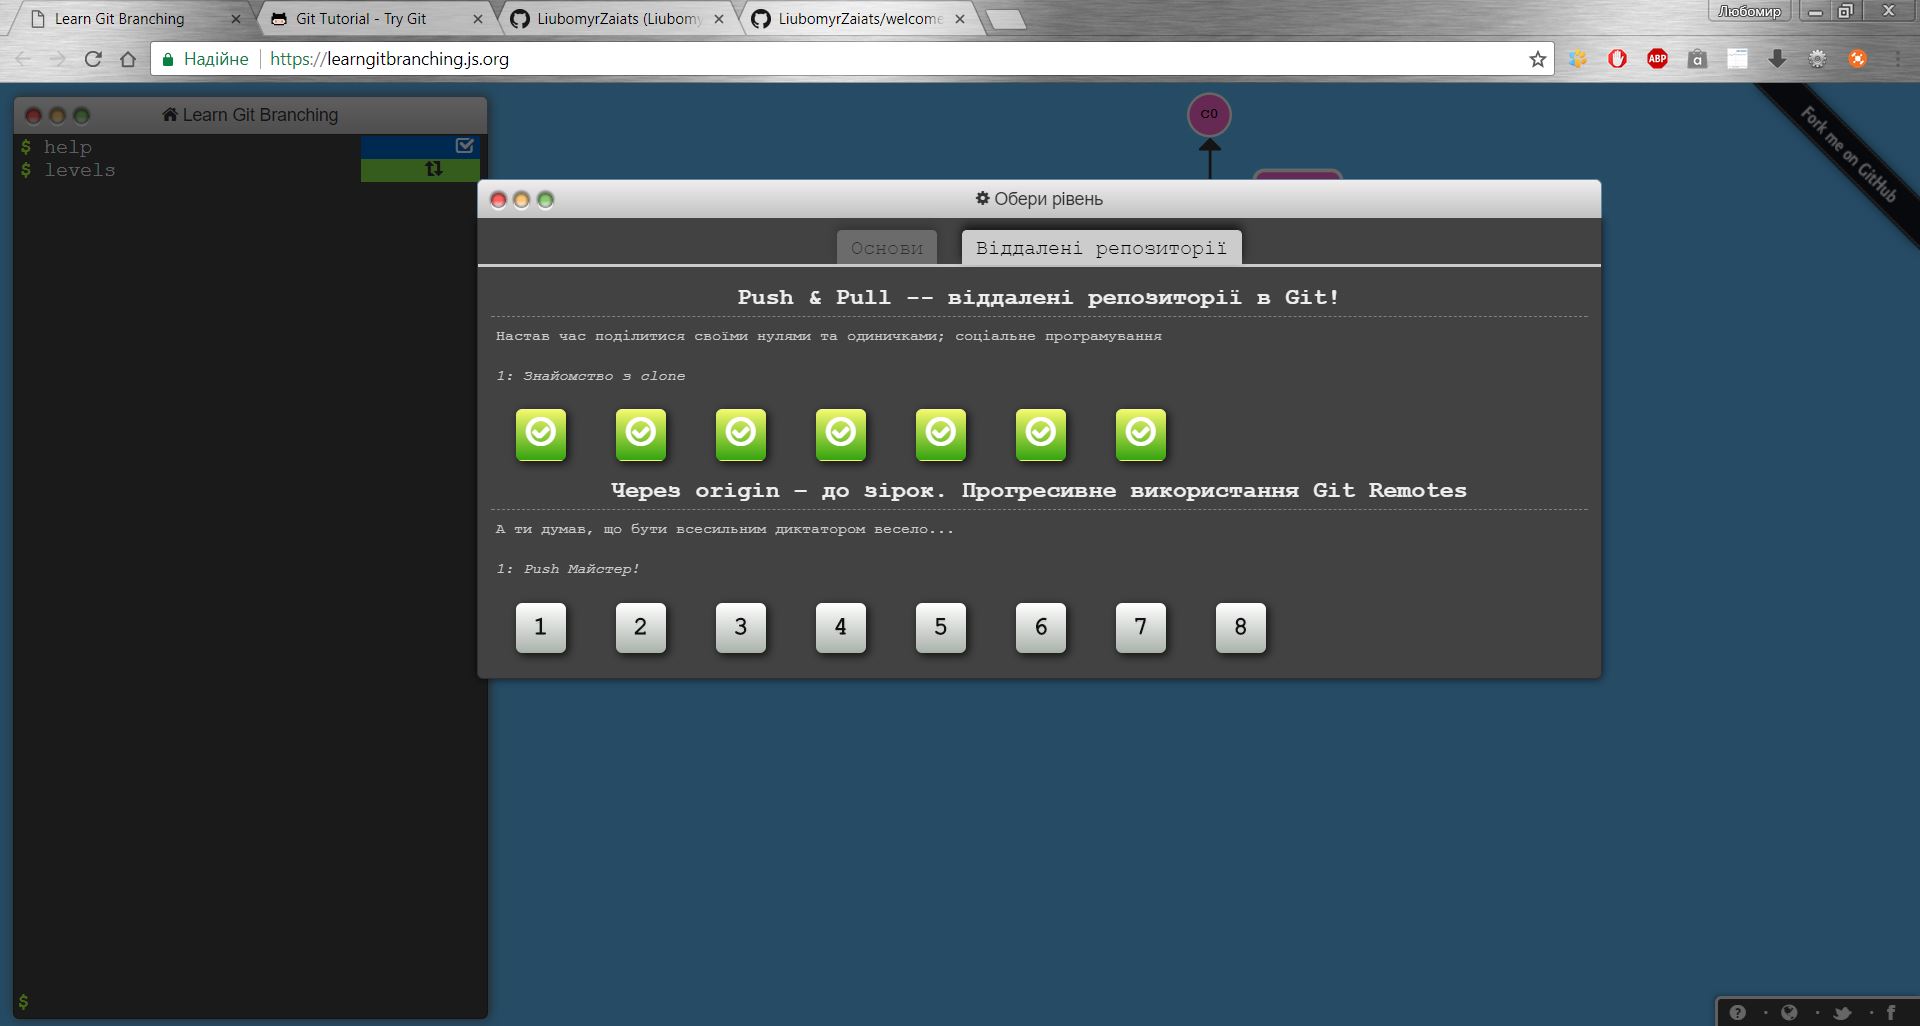 Learn Git Branching
Git Tutorial - Try Git
LiubomyrZaiats (Liubomy
LiubomyrZaiats/welcome
Любомир
Надійне
https://learngitbranching.js.org
ABP
a
Learn Git Branching
$ help
$ levels
C0
Fork me on GitHub
Обери рівень
Основи
Віддалені репозиторії
Push & Pull -- віддалені репозиторії в Git!
Настав час поділитися своїми нулями та одиничками; соціальне програмування
1: Знайомство з clone
Через origin – до зірок. Прогресивне використання Git Remotes
А ти думав, що бути всесильним диктатором весело...
1: Push Майстер!
1 2 3 4 5 6 7 8
$